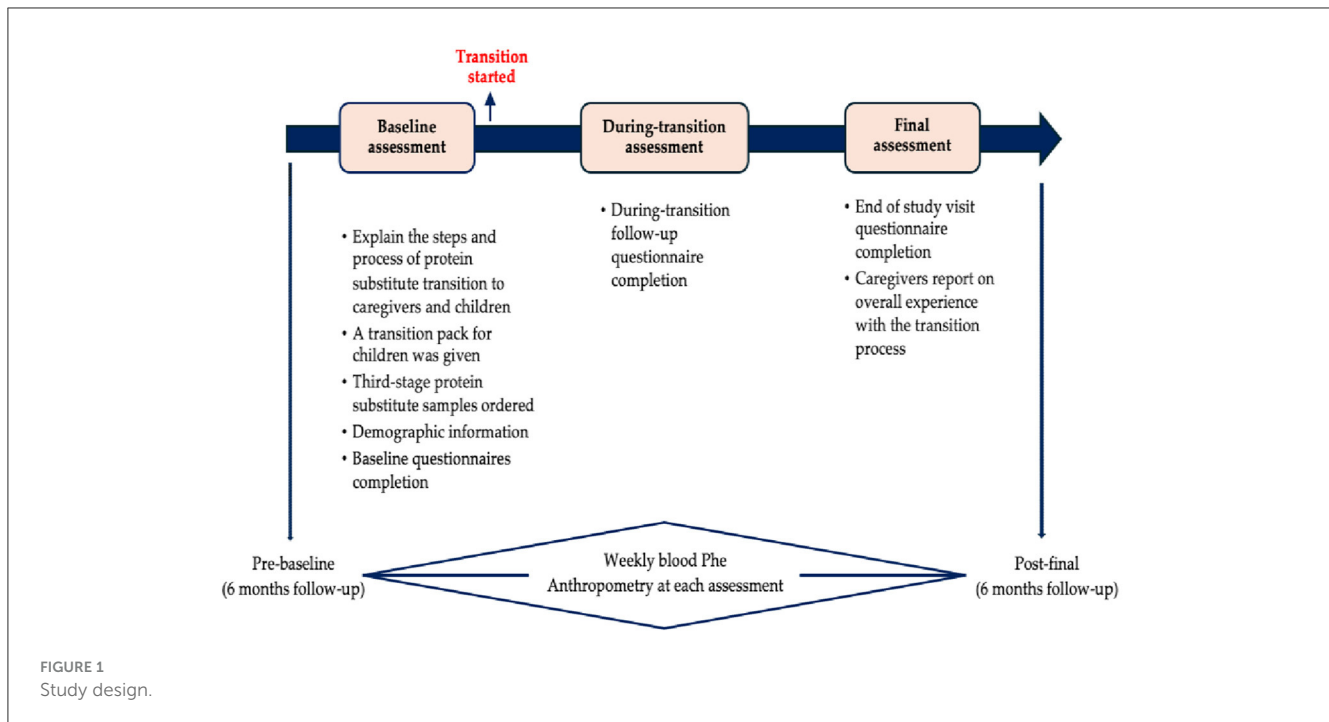 Transition
started
Baseline
assessment
During-transition
assessment
Final
assessment
• Explain the steps and
process of protein
substitute transition to
caregivers and children
• A transition pack for
children was given
• Third-stage protein
substitute samples ordered
• Demographic information
• Baseline questionnaires
completion
• During-transition
follow-up
questionnaire
completion
• End of study visit
questionnaire
completion
• Caregivers report on
overall experience
with the transition
process
Pre-baseline
(6 months follow-up)
Weekly blood Phe
Anthropometry at each assessment
Post-final
(6 months follow-up)
FIGURE 1
Study design.